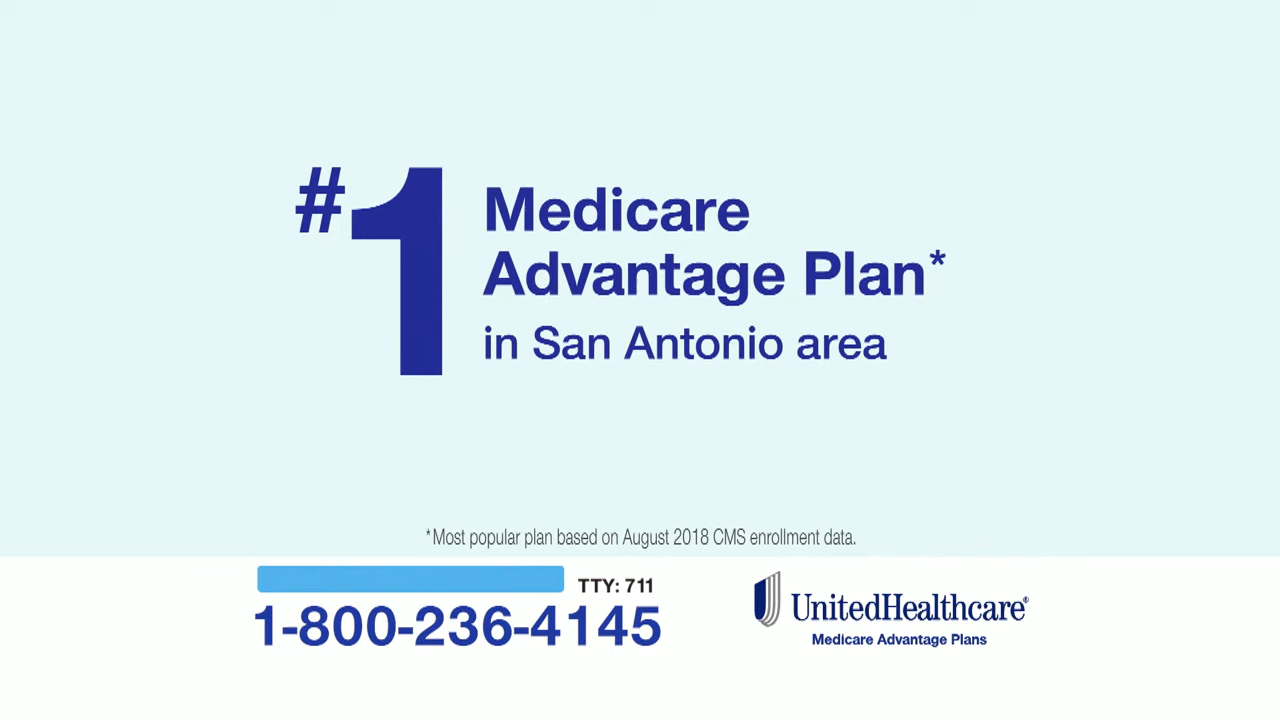 #1 Medicare
Advantage Plan*
in San Antonio area
*Most popular plan based on August 2018 CMS enrollment data.
TTY: 711
1-800-236-4145
UnitedHealthcare®
Medicare Advantage Plans